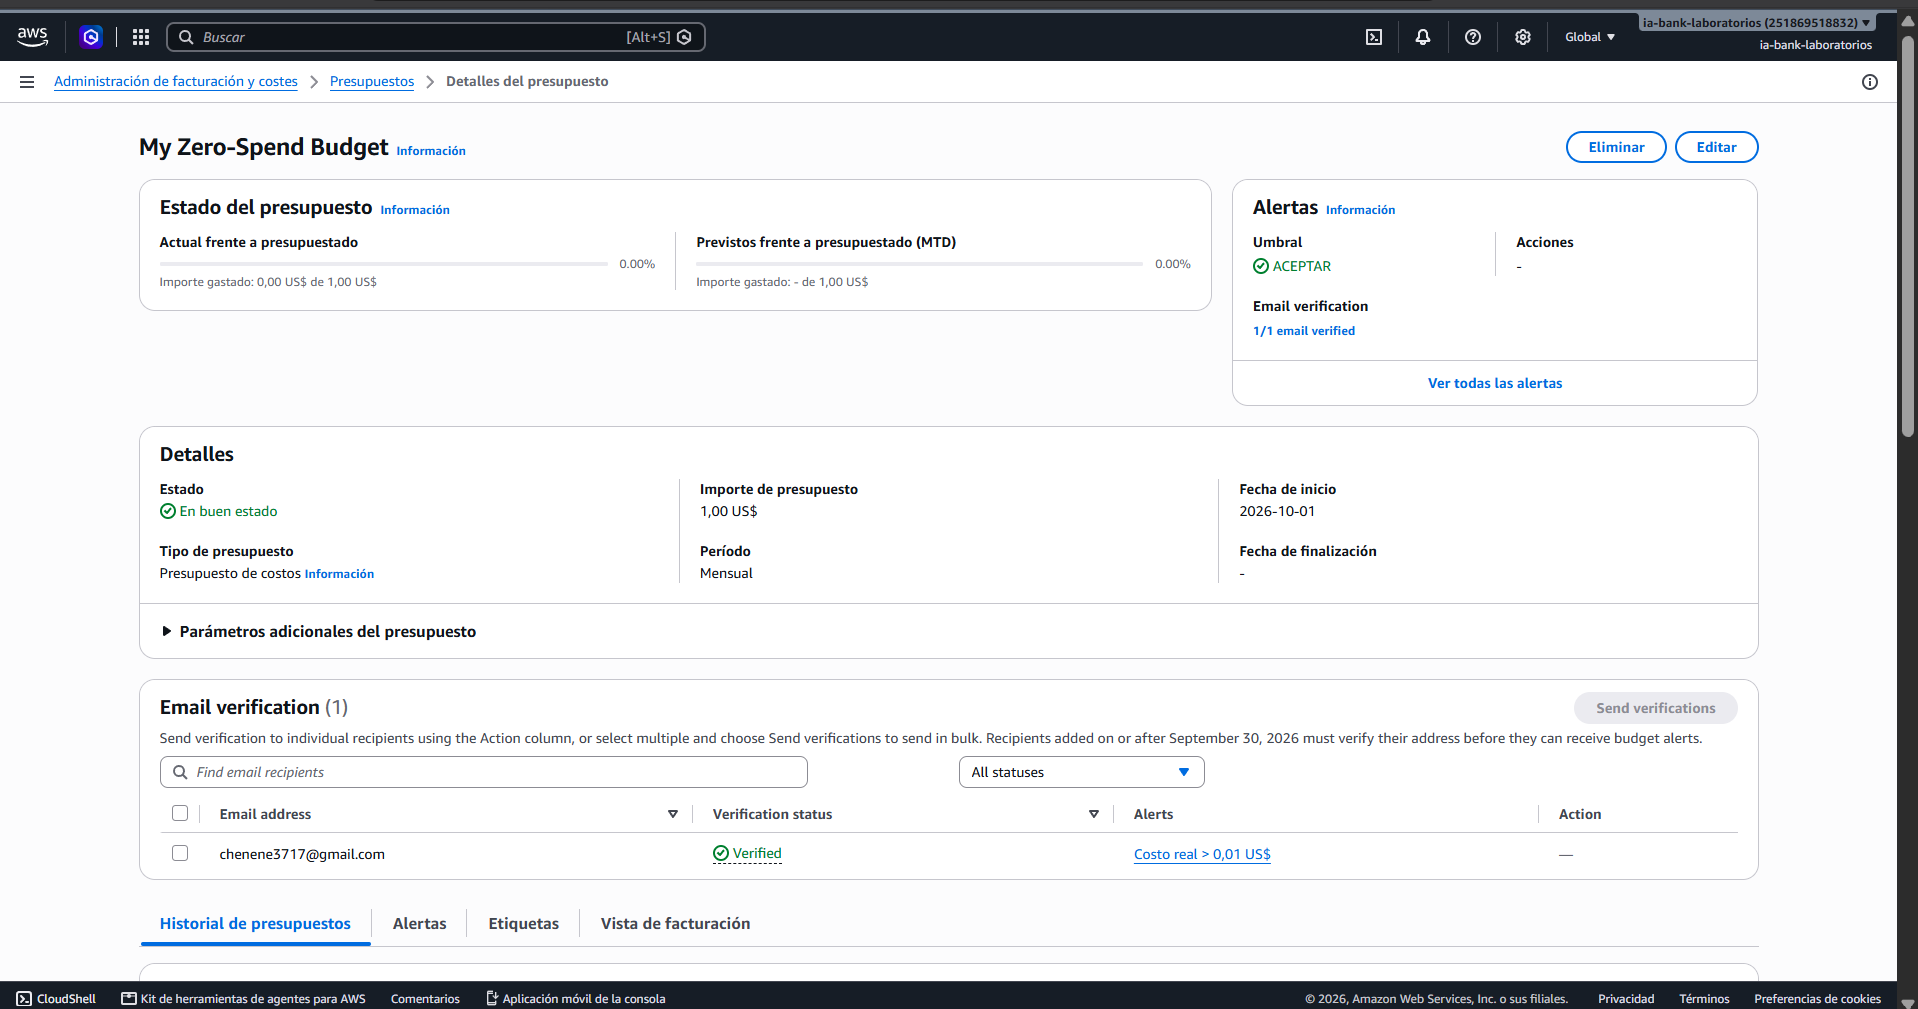 aws
Buscar
[Alt+S]
Global
ia-bank-laboratorios (251869518832)
ia-bank-laboratorios
Administración de facturación y costes
Presupuestos
Detalles del presupuesto
My Zero-Spend Budget
Información
Eliminar
Editar
Estado del presupuesto
Información
Actual frente a presupuestado
0.00%
Importe gastado: 0,00 US$ de 1,00 US$
Previstos frente a presupuestado (MTD)
0.00%
Importe gastado: - de 1,00 US$
Alertas
Información
Umbral
ACEPTAR
Acciones
-
Email verification
1/1 email verified
Ver todas las alertas
Detalles
Estado
En buen estado
Tipo de presupuesto
Presupuesto de costos Información
Importe de presupuesto
1,00 US$
Período
Mensual
Fecha de inicio
2026-10-01
Fecha de finalización
-
Parámetros adicionales del presupuesto
Email verification (1)
Send verifications
Send verification to individual recipients using the Action column, or select multiple and choose Send verifications to send in bulk. Recipients added on or after September 30, 2026 must verify their address before they can receive budget alerts.
Find email recipients
All statuses
Email address
Verification status
Alerts
Action
chenene3717@gmail.com
Verified
Costo real > 0,01 US$
—
Historial de presupuestos
Alertas
Etiquetas
Vista de facturación
CloudShell
Kit de herramientas de agentes para AWS
Comentarios
Aplicación móvil de la consola
© 2026, Amazon Web Services, Inc. o sus filiales.
Privacidad
Términos
Preferencias de cookies